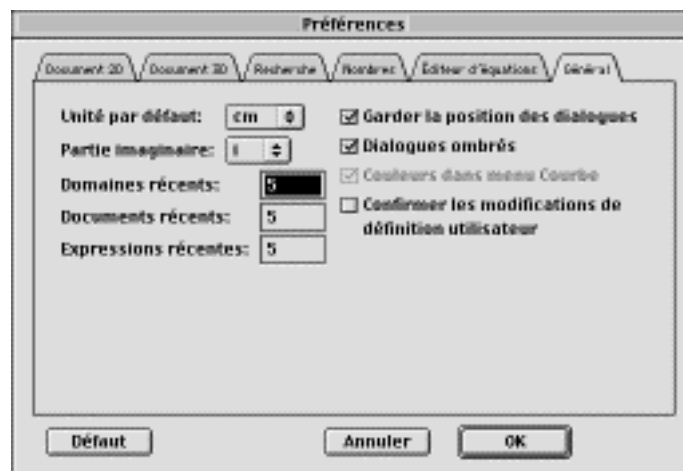 Préférences
Document 2D Document 3D Recherche Nombres Éditeur d'équations Général
Unité par défaut: cm
Garder la position des dialogues
Partie imaginaire: i
Dialogues ombrés
Domaines récents: 5
Couleurs dans menu Courbe
Documents récents: 5
Confirmer les modifications de
définition utilisateur
Expressions récentes: 5
Défaut Annuler OK